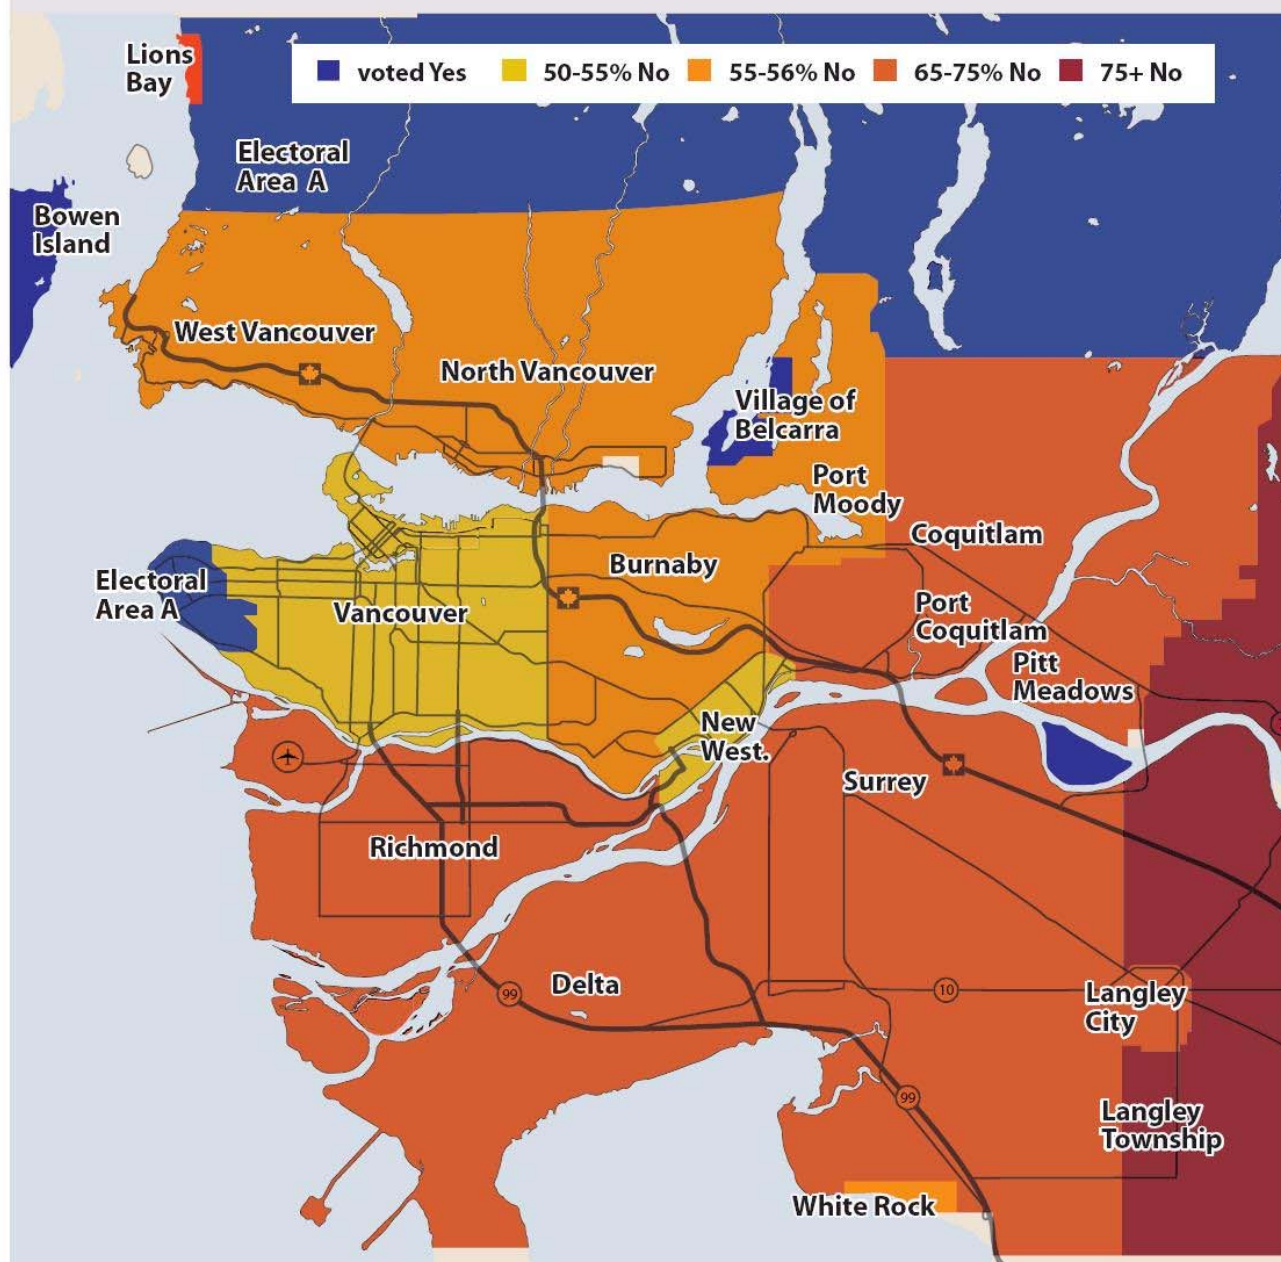 Lions
Bay
voted Yes
50-55% No
55-56% No
65-75% No
75+ No
Electoral
Area A
Bowen
Island
West Vancouver
North Vancouver
Village of
Belcarra
Port
Moody
Coquitlam
Burnaby
Electoral
Area A
Vancouver
Port
Coquitlam
Pitt
Meadows
New
West.
Surrey
Richmond
Delta
99
10
Langley
City
99
Langley
Township
White Rock